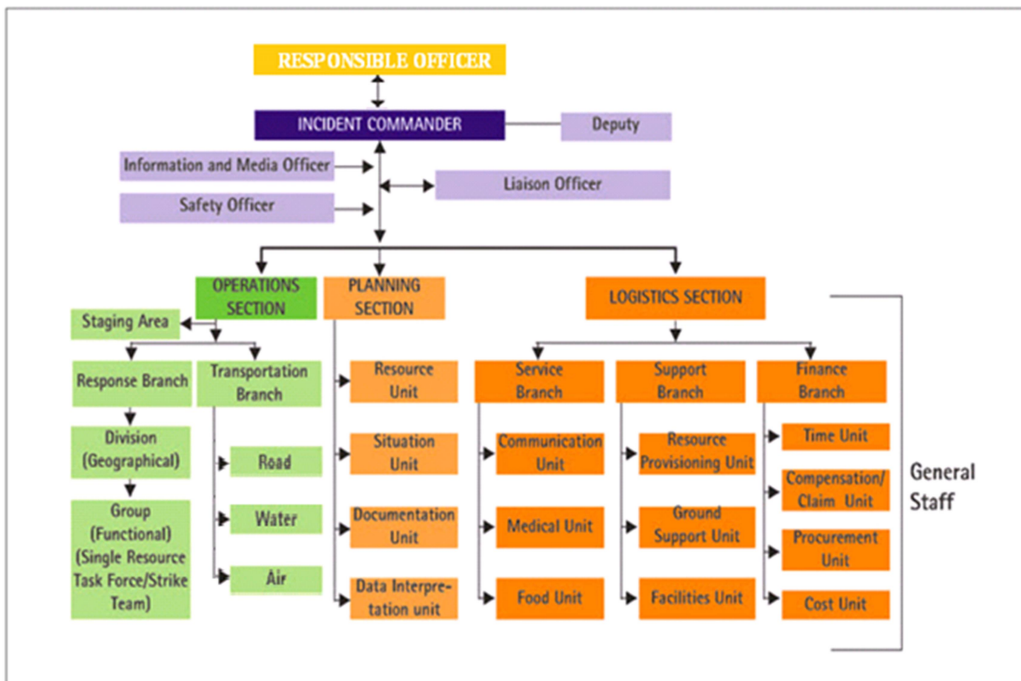 RESPONSIBLE OFFICER
INCIDENT COMMANDER
Deputy
Information and Media Officer
Liaison Officer
Safety Officer
OPERATIONS
SECTION
PLANNING
SECTION
LOGISTICS SECTION
Staging Area
Response Branch
Transportation
Branch
Resource
Unit
Service
Branch
Support
Branch
Finance
Branch
Division
(Geographical)
Road
Situation
Unit
Communication
Unit
Resource
Provisioning Unit
Time Unit
Compensation/
Claim Unit
General
Staff
Group
(Functional)
(Single Resource
Task Force/Strike
Team)
Water
Documentation
Unit
Medical Unit
Ground
Support Unit
Procurement
Unit
Air
Data Interpre-
tation unit
Food Unit
Facilities Unit
Cost Unit